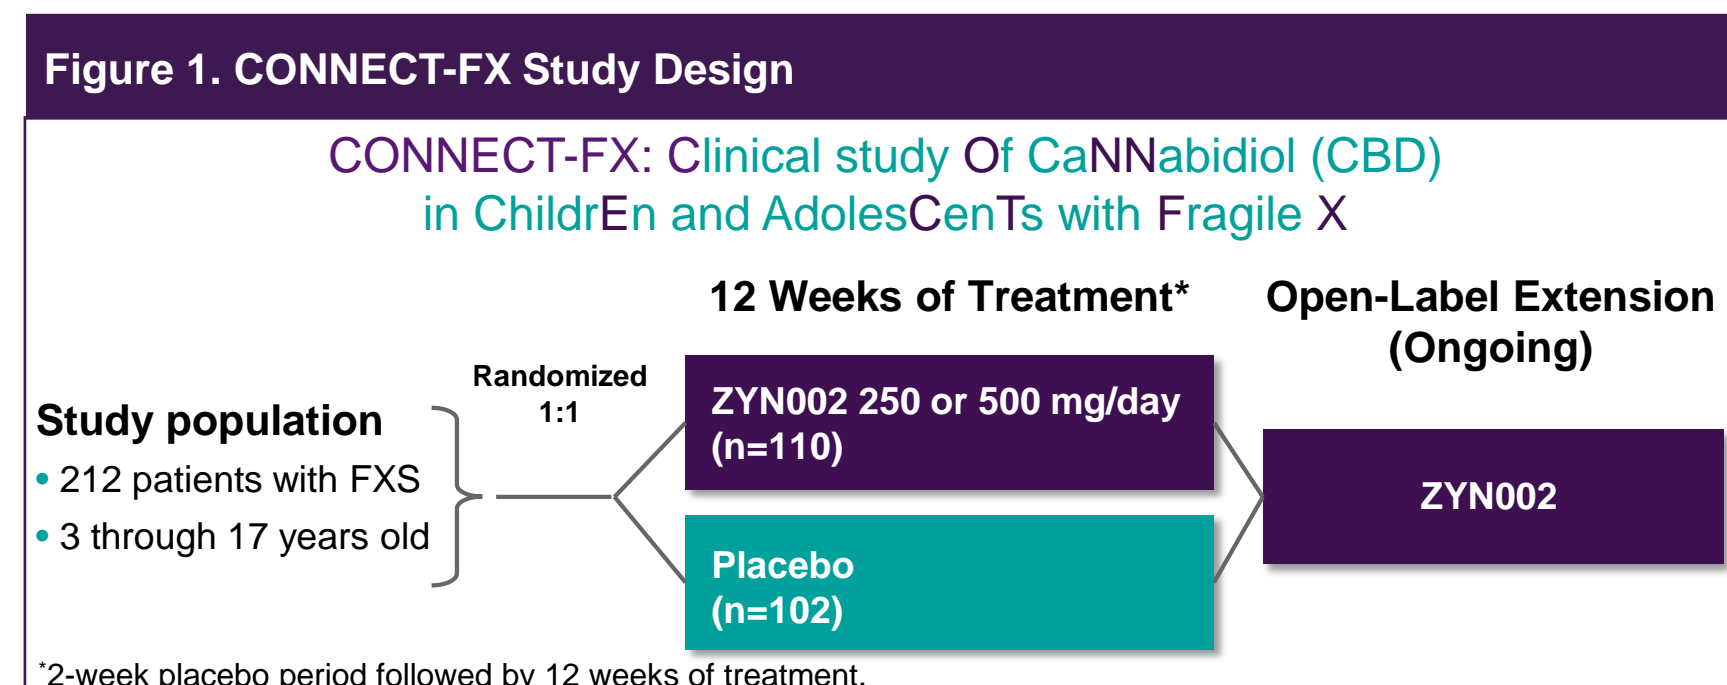 Figure 1. CONNECT-FX Study Design
CONNECT-FX: Clinical study Of CaNNabidiol (CBD)
in ChildrEn and AdolesCenTs with Fragile X
12 Weeks of Treatment*
Open-Label Extension
(Ongoing)
Randomized
1:1
Study population
• 212 patients with FXS
• 3 through 17 years old
ZYN002 250 or 500 mg/day
(n=110)
Placebo
(n=102)
ZYN002
*2-week placebo period followed by 12 weeks of treatment.